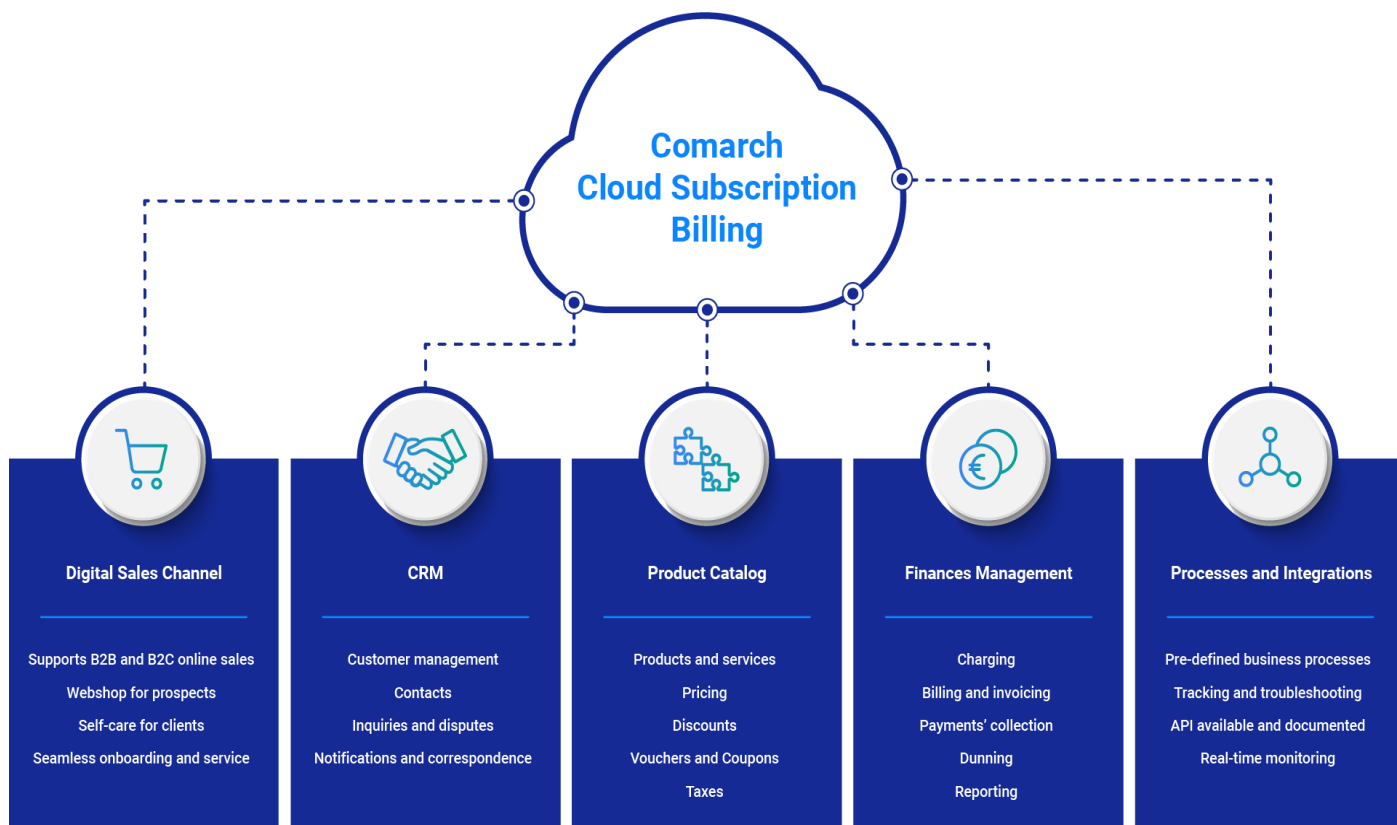 Comarch
Cloud Subscription
Billing
Digital Sales Channel
Supports B2B and B2C online sales
Webshop for prospects
Self-care for clients
Seamless onboarding and service
CRM
Customer management
Contacts
Inquiries and disputes
Notifications and correspondence
Product Catalog
Products and services
Pricing
Discounts
Vouchers and Coupons
Taxes
€
Finances Management
Charging
Billing and invoicing
Payments’ collection
Dunning
Reporting
Processes and Integrations
Pre-defined business processes
Tracking and troubleshooting
API available and documented
Real-time monitoring